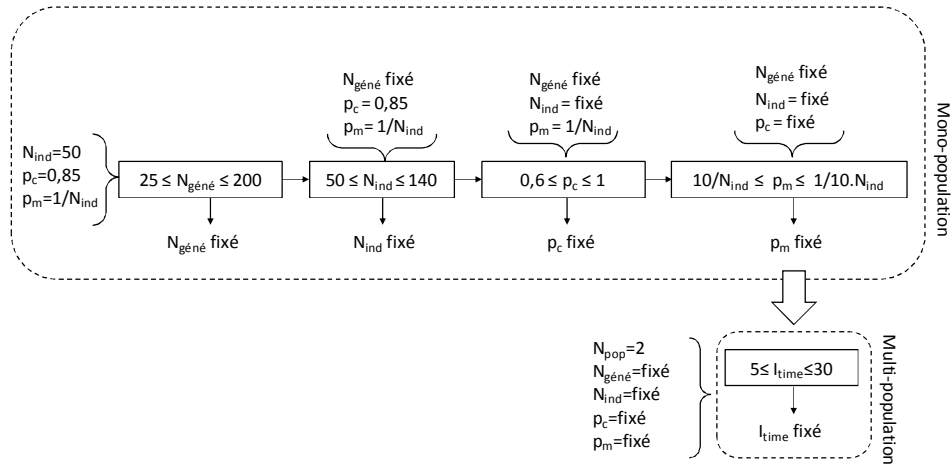 N_géné fixé
p_c = 0,85
p_m = 1/N_ind
N_géné fixé
N_ind = fixé
p_m = 1/N_ind
N_géné fixé
N_ind = fixé
p_c = fixé
N_ind=50
p_c=0,85
p_m=1/N_ind
25 ≤ N_géné ≤ 200
50 ≤ N_ind ≤ 140
0,6 ≤ p_c ≤ 1
10/N_ind ≤ p_m ≤ 1/10.N_ind
N_géné fixé
N_ind fixé
p_c fixé
p_m fixé
Mono-population
N_pop=2
N_géné=fixé
N_ind=fixé
p_c=fixé
p_m=fixé
5≤ I_time ≤30
I_time fixé
Multi-population